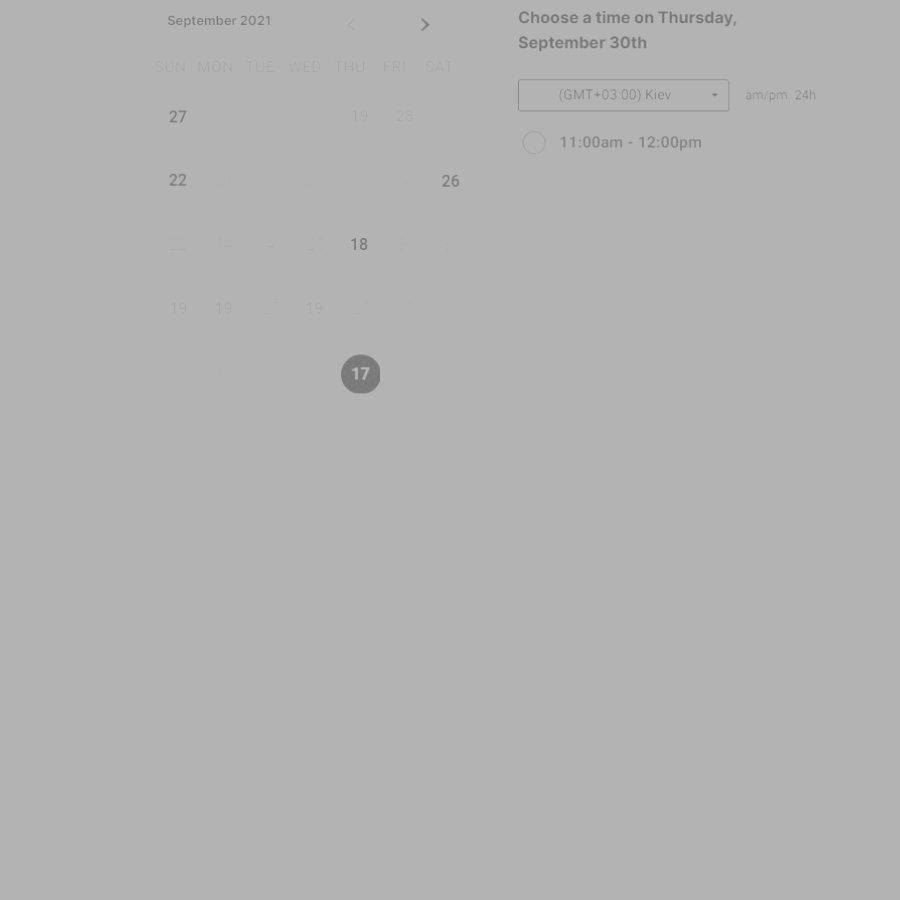 September 2021
SUN MON TUE WED THU FRI SAT
27 19 28
22 26
18
19 19 19
17
Choose a time on Thursday,
September 30th
(GMT+03:00) Kiev am/pm 24h
11:00am - 12:00pm